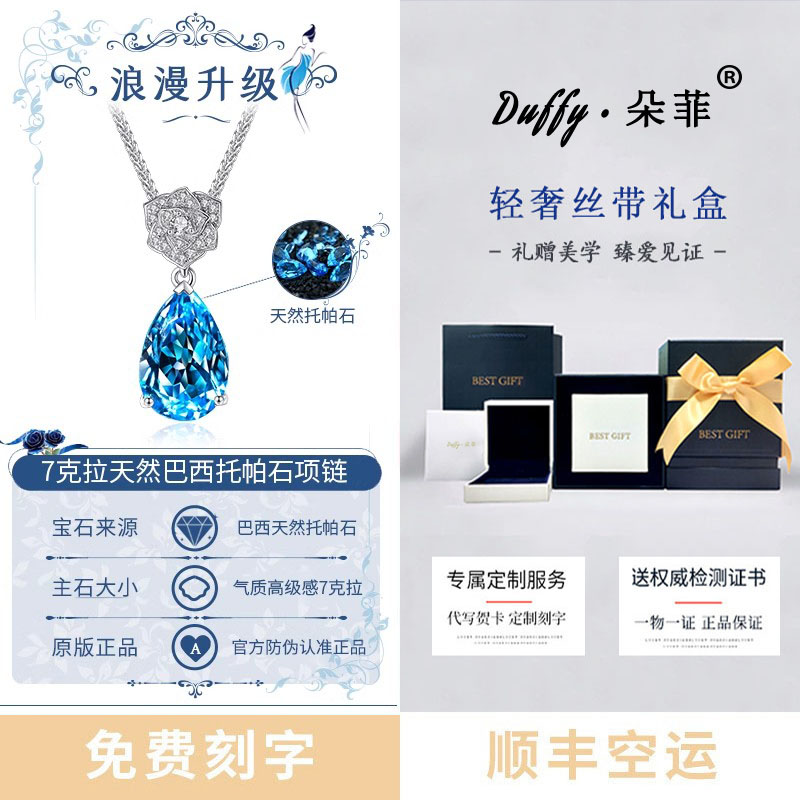 浪漫升级
天然托帕石
7克拉天然巴西托帕石项链
宝石来源
巴西天然托帕石
主石大小
气质高级感7克拉
原版正品
A
官方防伪认准正品
免费刻字
Duffy·朵菲®
轻奢丝带礼盒
- 礼赠美学 臻爱见证 -
BEST GIFT
Duffy·朵菲
BEST GIFT
BEST GIFT
专属定制服务
代写贺卡 定制刻字
送权威检测证书
一物一证 正品保证
顺丰空运